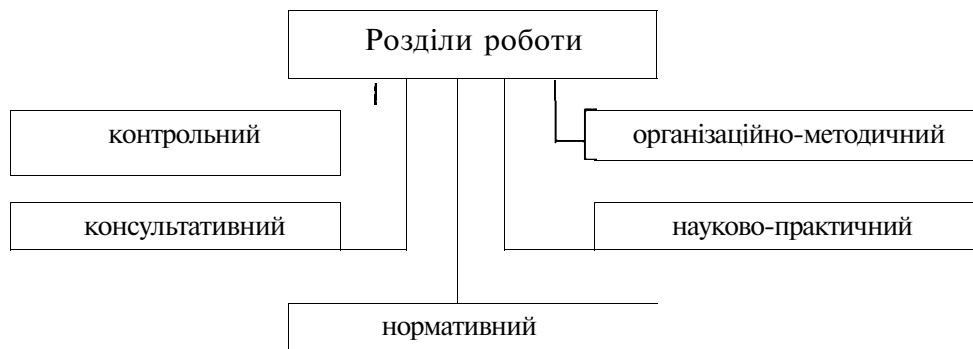 Розділи роботи
контрольний
організаційно-методичний
консультативний
науково-практичний
нормативний